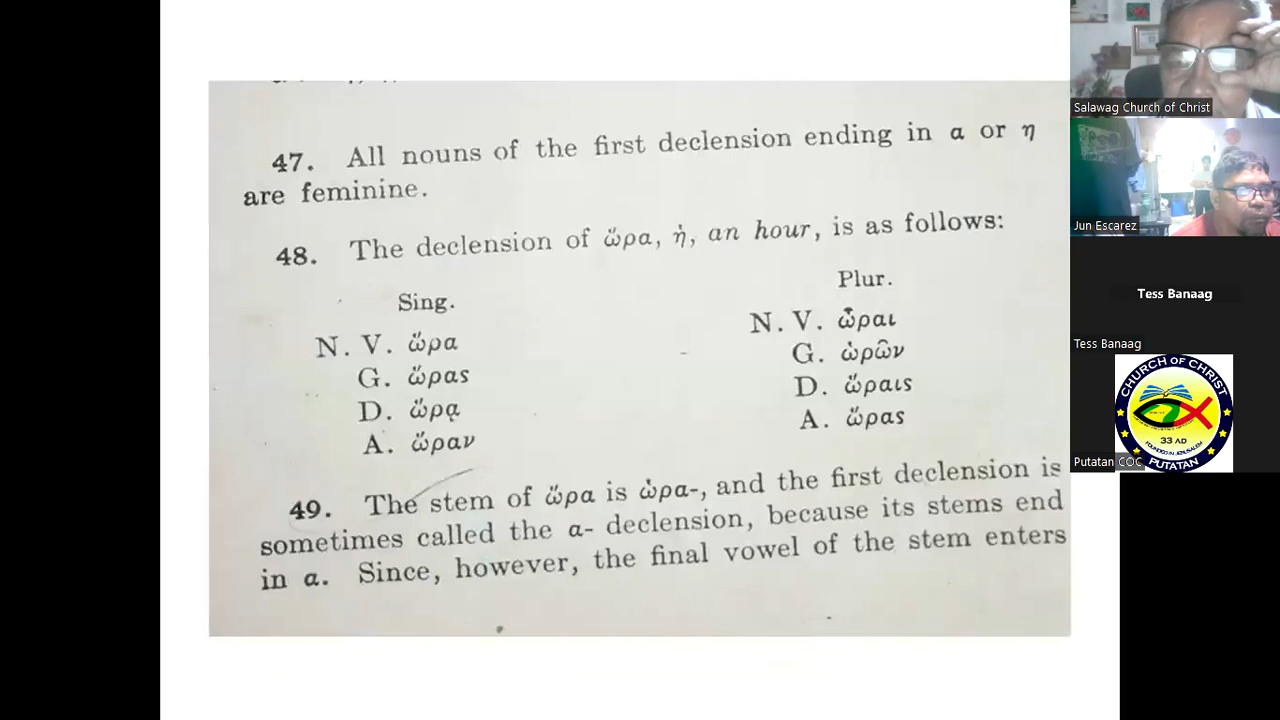 47. All nouns of the first declension ending in α or η
are feminine.
48. The declension of ὥρα, ἡ, an hour, is as follows:
Sing.
N. V. ὥρα
G. ὥρας
D. ὥρᾳ
A. ὥραν
Plur.
N. V. ὧραι
G. ὡρῶν
D. ὥραις
A. ὥρας
49. The stem of ὥρα is ὡρα-, and the first declension is
sometimes called the α- declension, because its stems end
in α. Since, however, the final vowel of the stem enters
Salawag Church of Christ
Jun Escarez
Tess Banaag
Tess Banaag
CHURCH OF CHRIST
33 AD
FOUNDED IN JERUSALEM
PUTATAN
Putatan COC